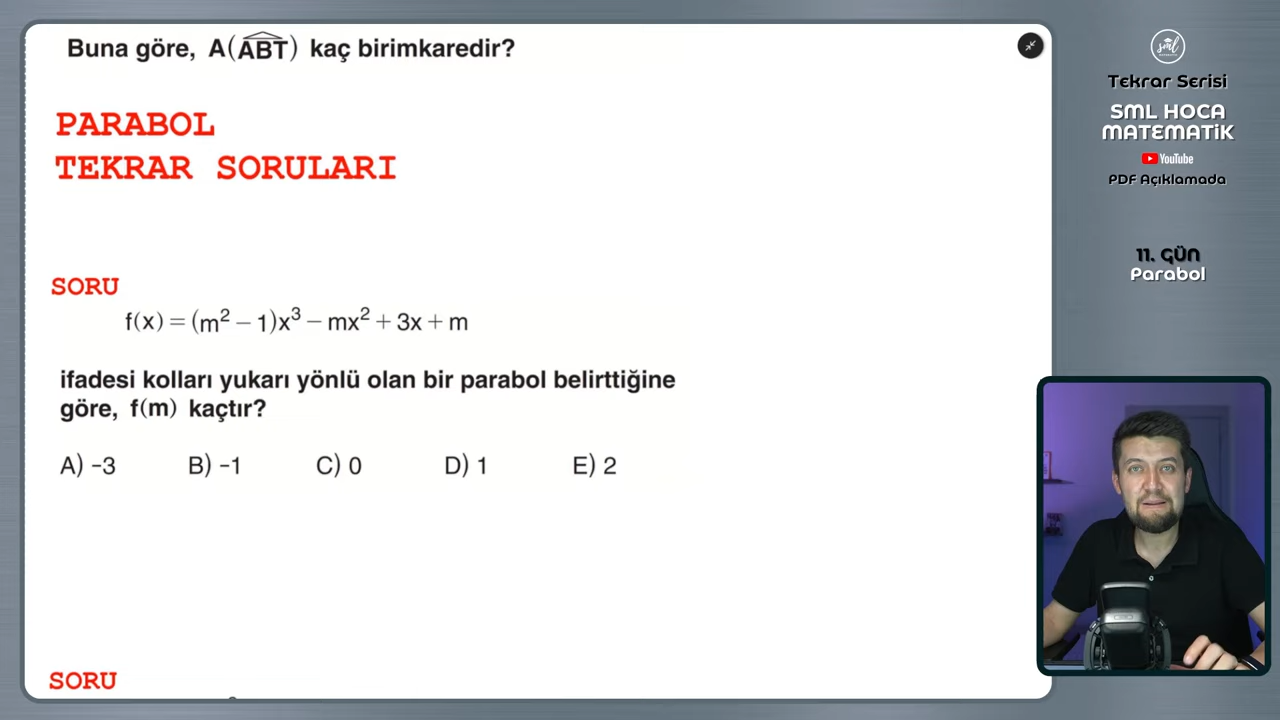 Buna göre, A(ABT) kaç birimkaredir?
PARABOL
TEKRAR SORULARI
SORU
f(x) = (m² − 1)x³ − mx² + 3x + m
ifadesi kolları yukarı yönlü olan bir parabol belirttiğine
göre, f(m) kaçtır?
A) −3 B) −1 C) 0 D) 1 E) 2
SORU
sml
Tekrar Serisi
SML HOCA
MATEMATİK
YouTube
PDF Açıklamada
11. GÜN
Parabol